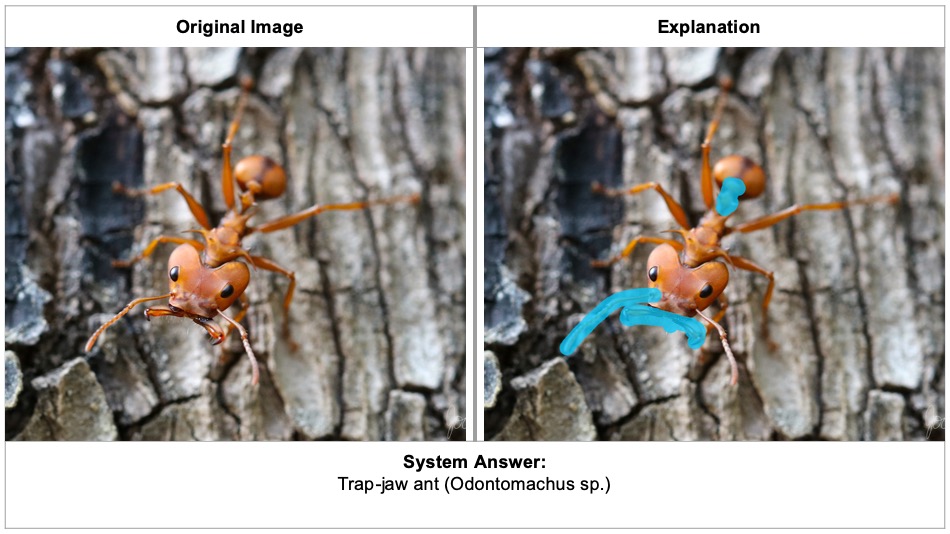 Original Image
Explanation
System Answer:
Trap-jaw ant (Odontomachus sp.)